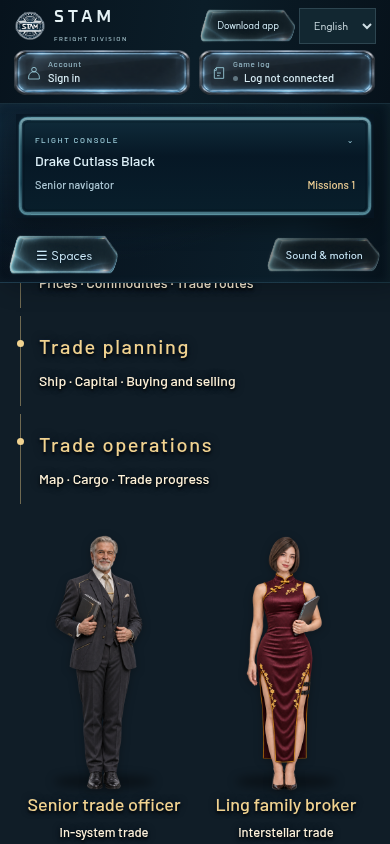 STAM
STAM
FREIGHT DIVISION
Download app
English
Account
Sign in
Game log
Log not connected
FLIGHT CONSOLE
Drake Cutlass Black
Senior navigator
Missions 1
☰ Spaces
Sound & motion
Prices · Commodities · Trade routes
Trade planning
Ship · Capital · Buying and selling
Trade operations
Map · Cargo · Trade progress
Senior trade officer
Ling family broker
In-system trade
Interstellar trade